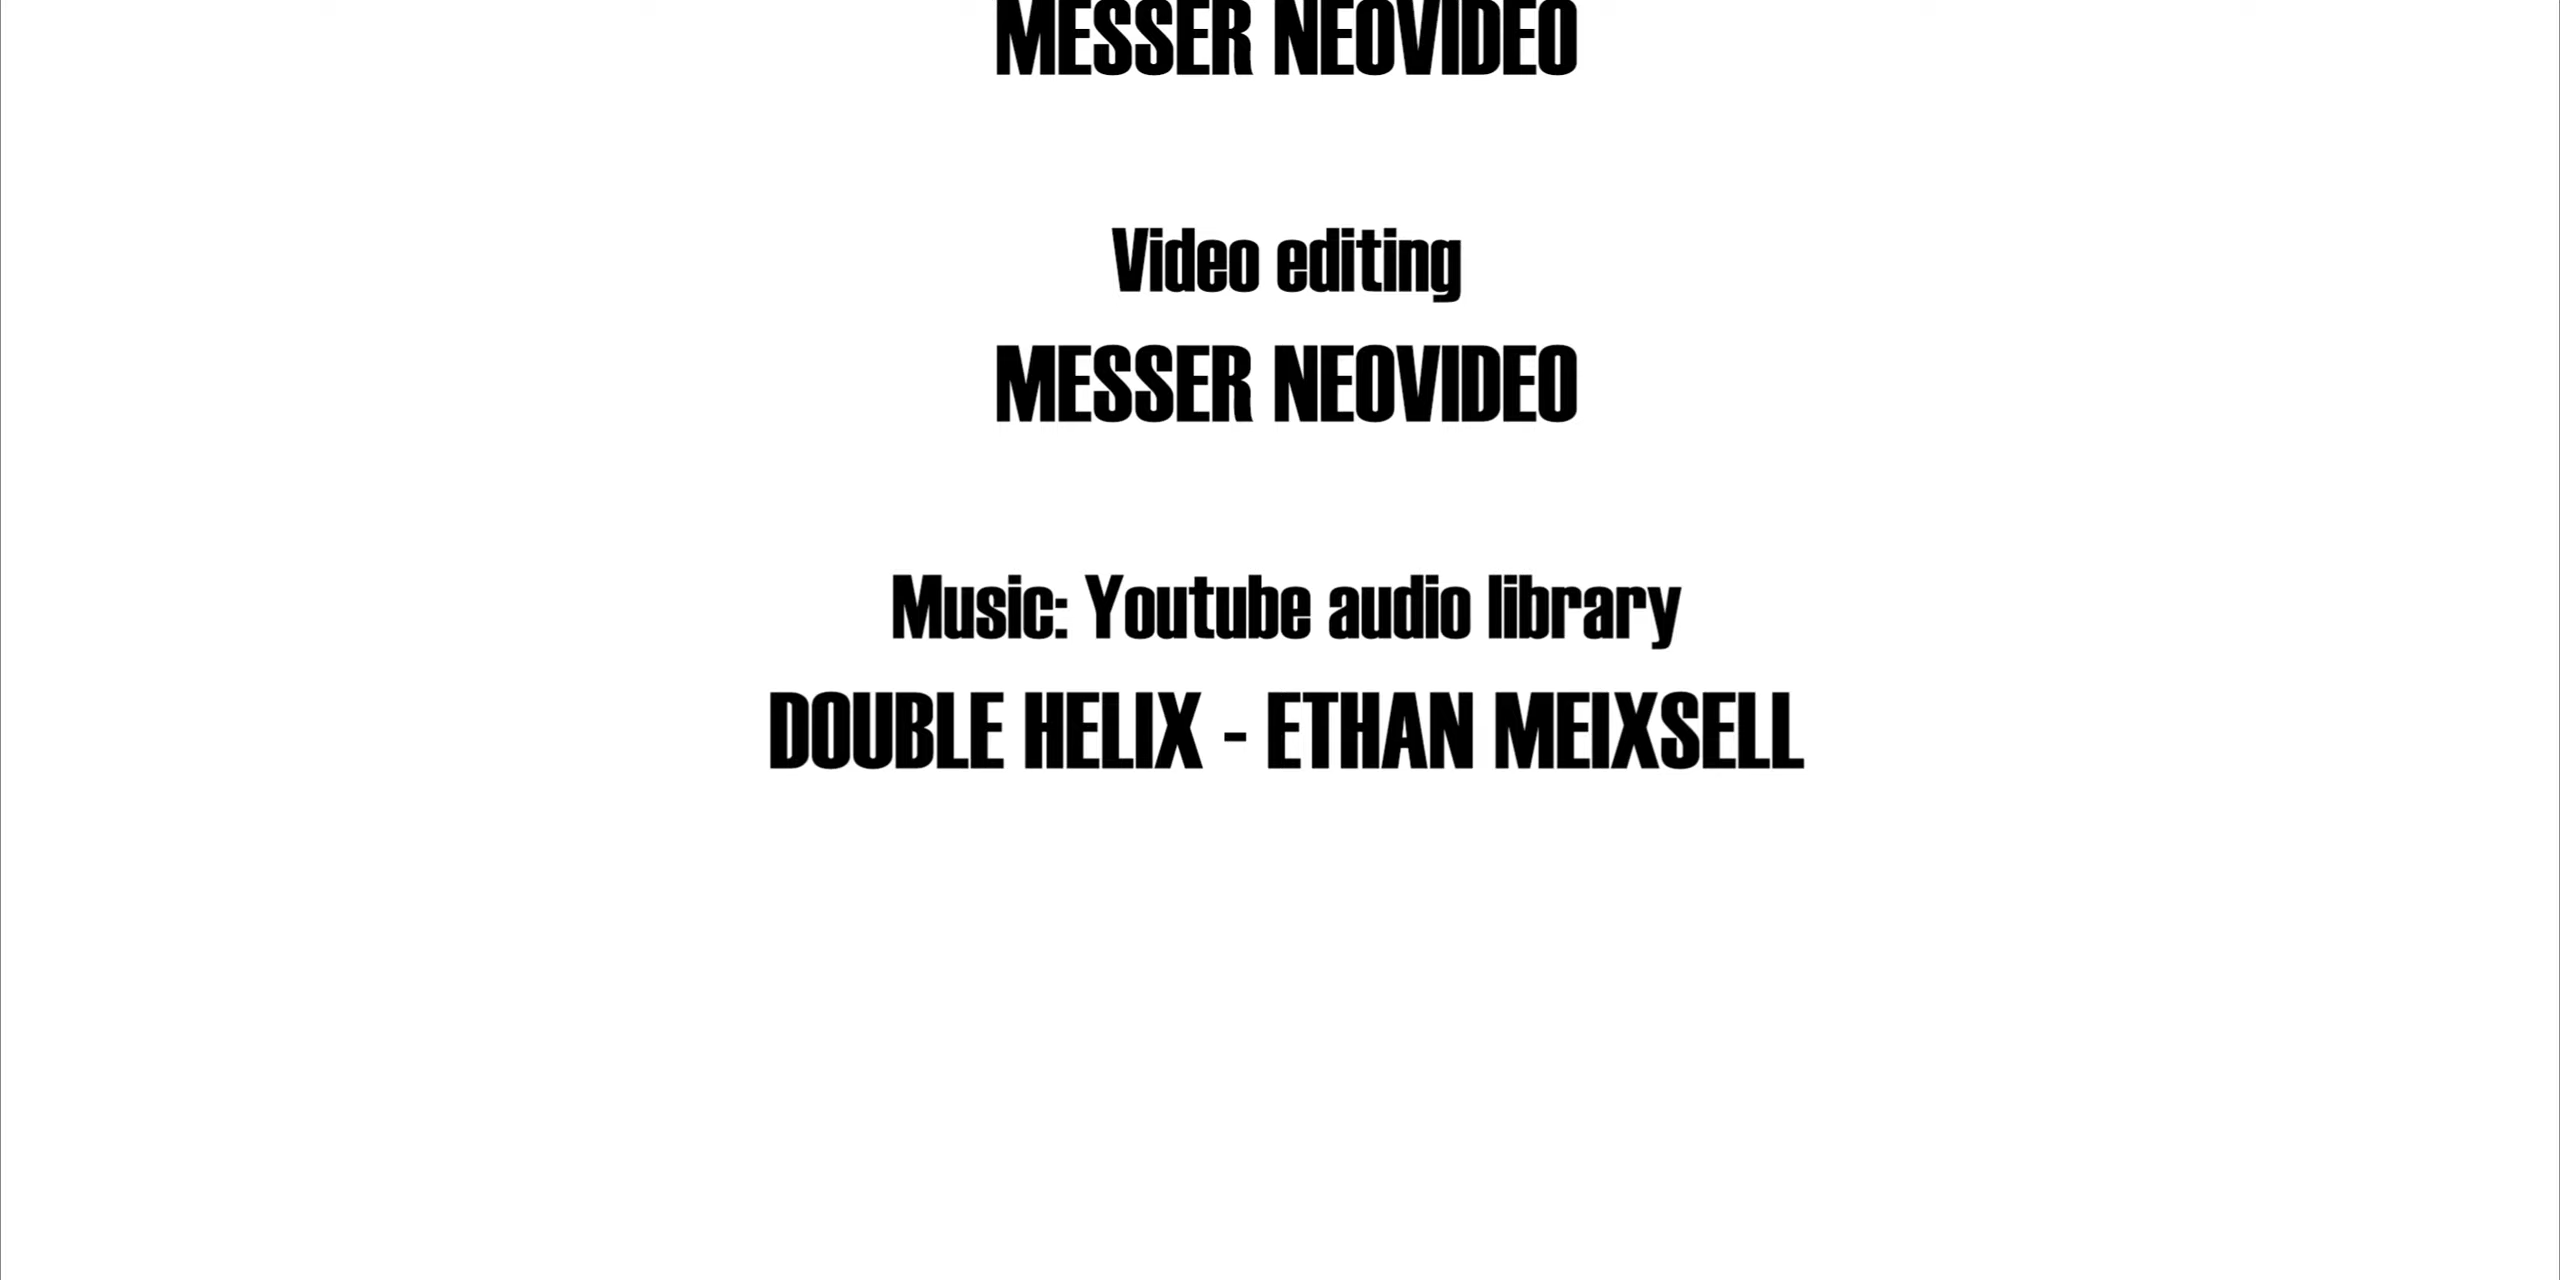 MESSER NEOVIDEO
Video editing
MESSER NEOVIDEO
Music: Youtube audio library
DOUBLE HELIX - ETHAN MEIXSELL